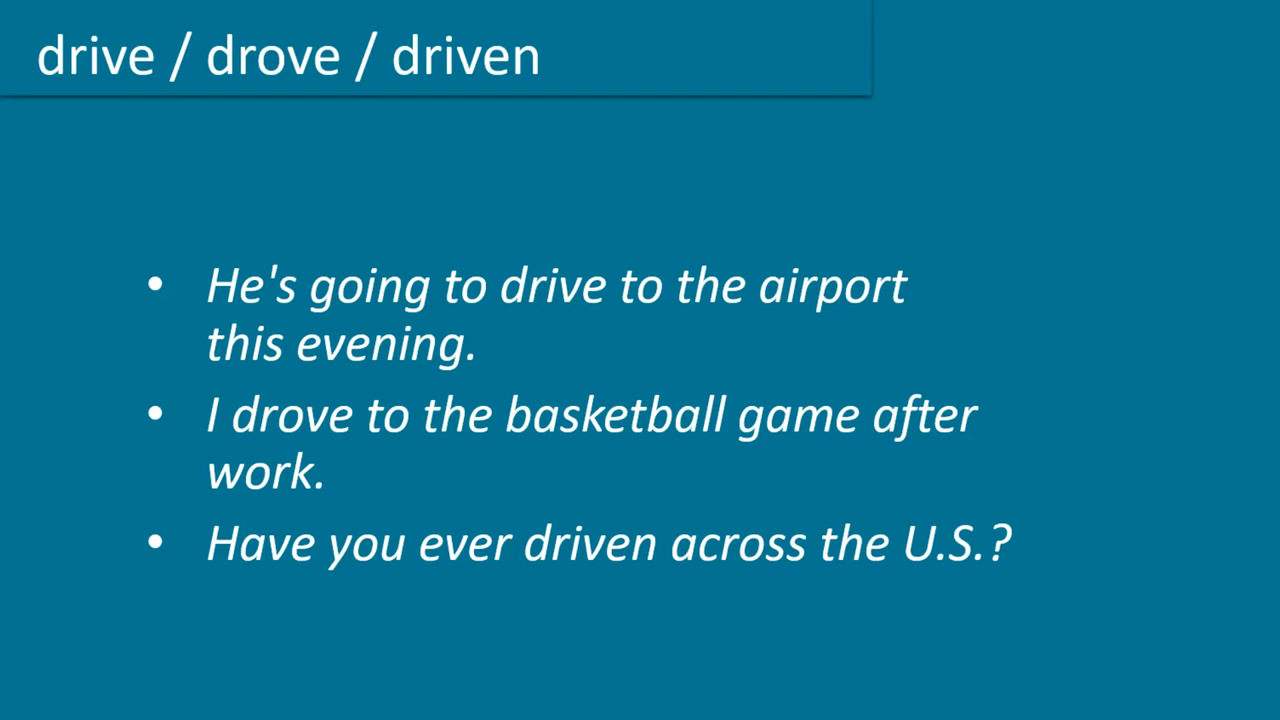 drive / drove / driven
• He's going to drive to the airport
this evening.
• I drove to the basketball game after
work.
• Have you ever driven across the U.S.?